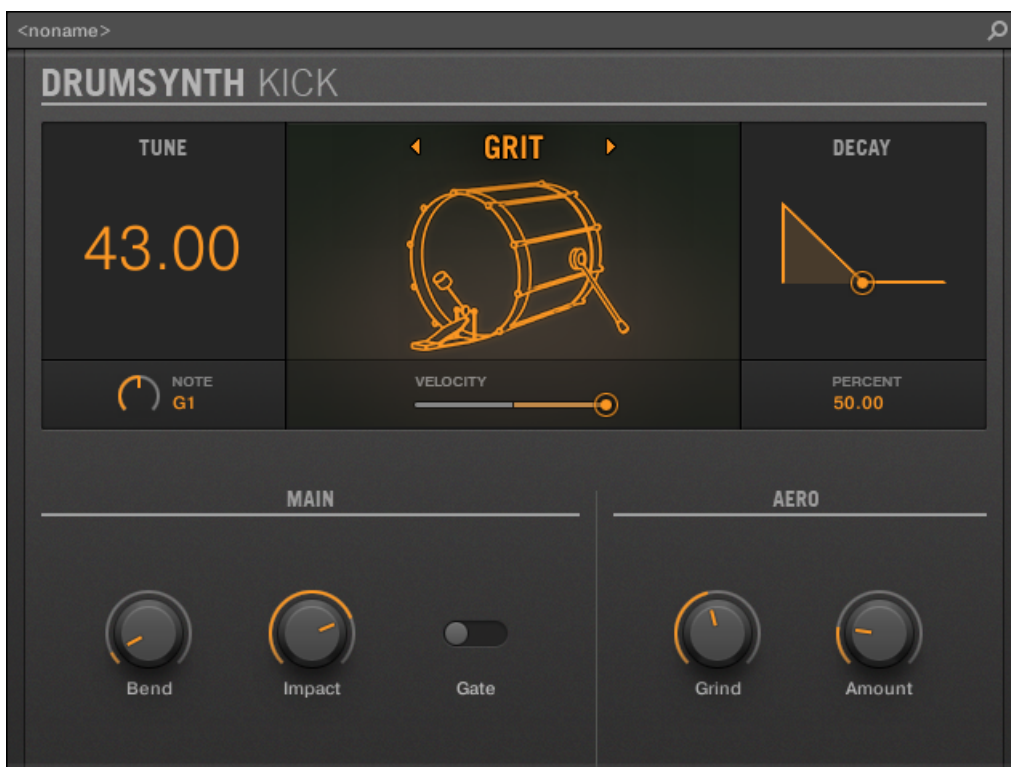 <noname>
DRUMSYNTH KICK
TUNE
GRIT
DECAY
43.00
NOTE
G1
VELOCITY
PERCENT
50.00
MAIN
AERO
Bend
Impact
Gate
Grind
Amount